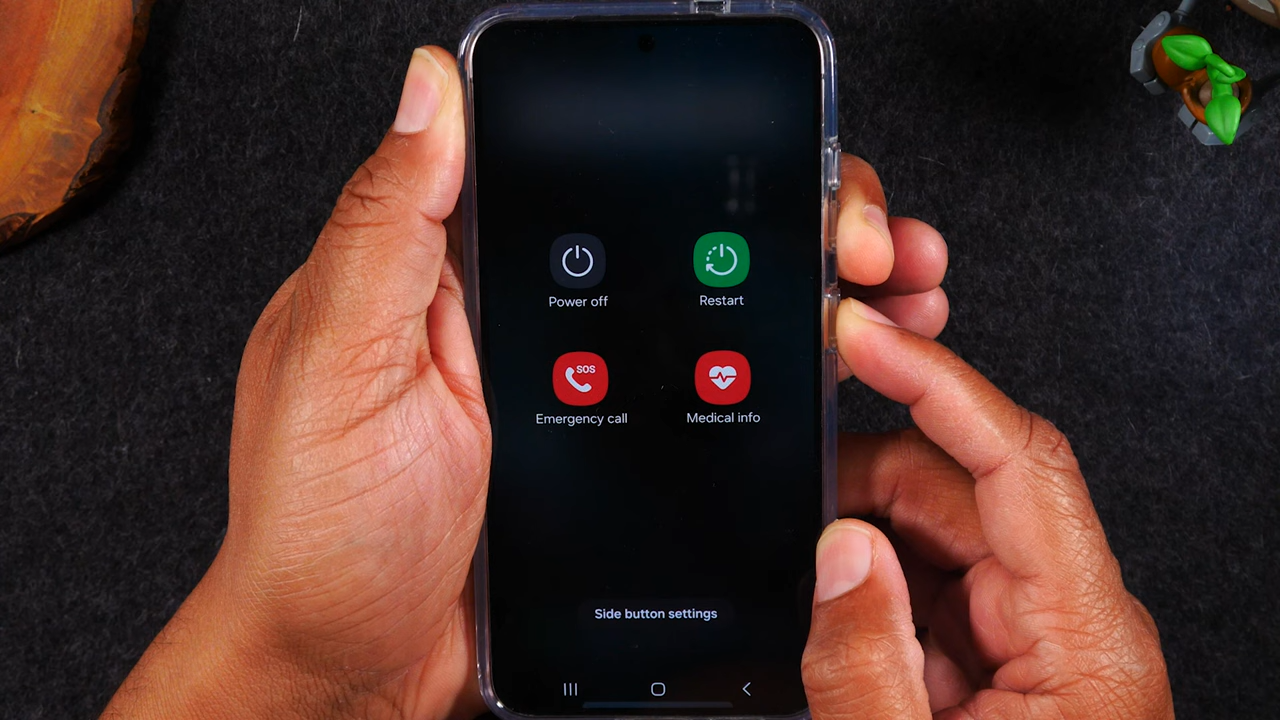 Power off
Restart
SOS
Emergency call
Medical info
Side button settings